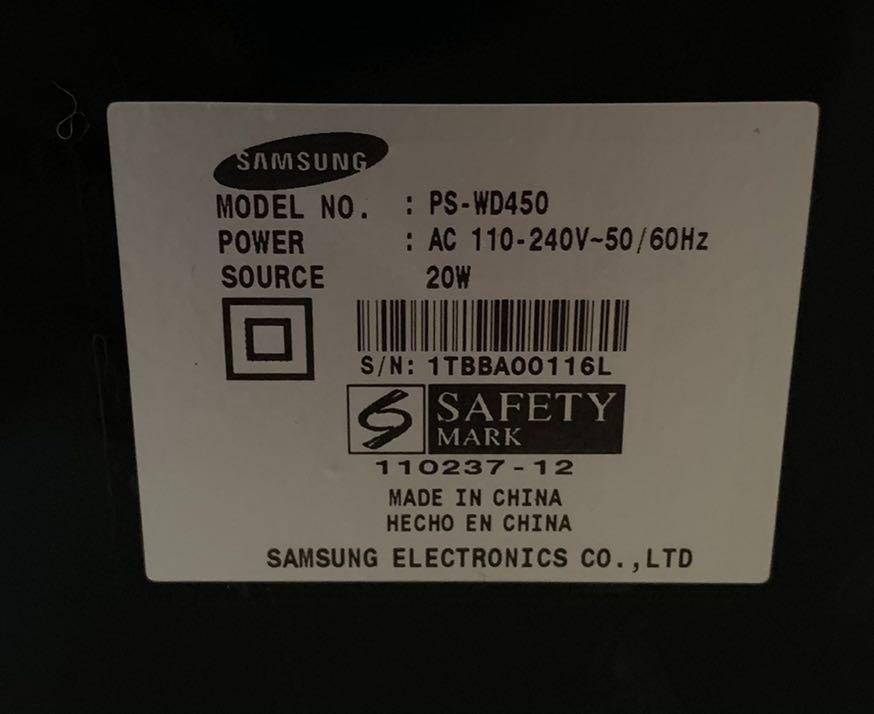 SAMSUNG
MODEL NO. : PS-WD450
POWER : AC 110-240V~50/60Hz
SOURCE 20W
S/N: 1TBBA00116L
SAFETY
MARK
110237-12
MADE IN CHINA
HECHO EN CHINA
SAMSUNG ELECTRONICS CO.,LTD